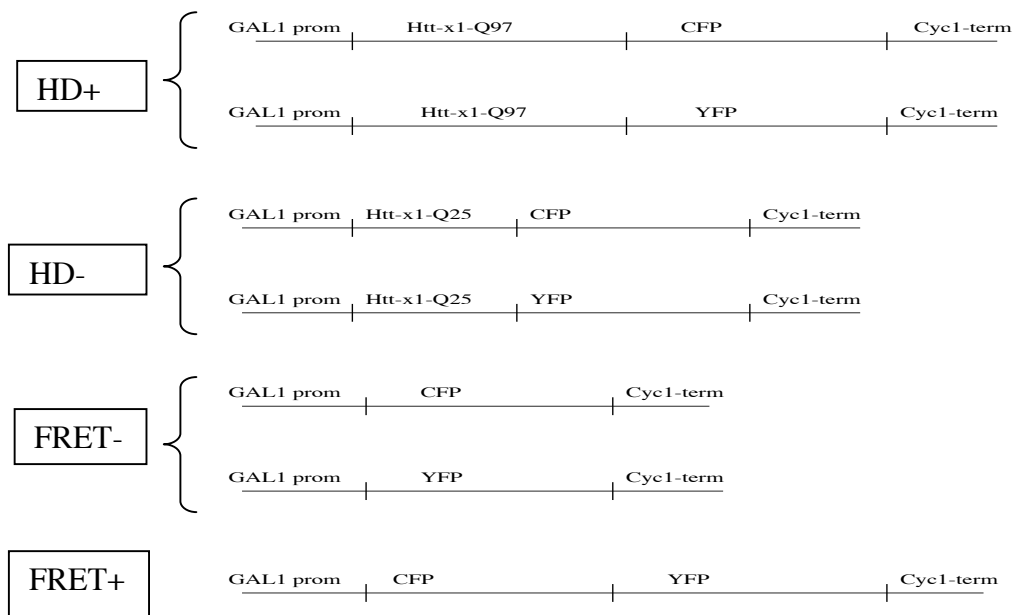 GAL1 prom Htt-x1-Q97 CFP Cyc1-term
HD+
GAL1 prom Htt-x1-Q97 YFP Cyc1-term
GAL1 prom Htt-x1-Q25 CFP Cyc1-term
HD-
GAL1 prom Htt-x1-Q25 YFP Cyc1-term
GAL1 prom CFP Cyc1-term
FRET-
GAL1 prom YFP Cyc1-term
FRET+
GAL1 prom CFP YFP Cyc1-term